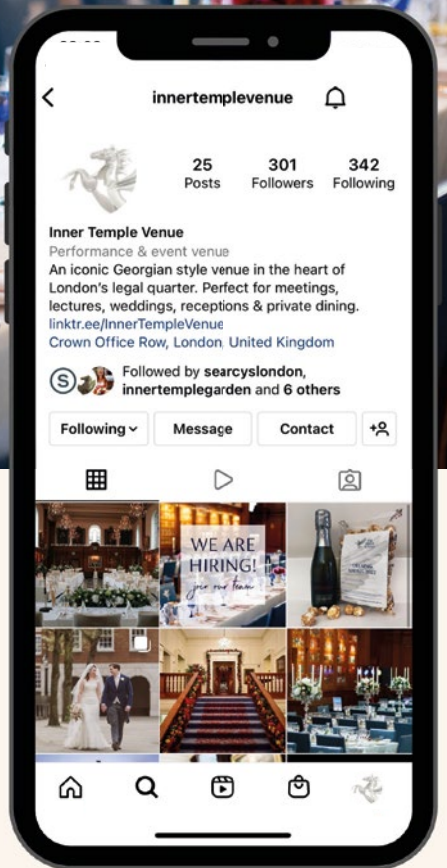 innertemplevenue
25 301 342
Posts Followers Following
Inner Temple Venue
Performance & event venue
An iconic Georgian style venue in the heart of
London's legal quarter. Perfect for meetings,
lectures, weddings, receptions & private dining.
linktr.ee/InnerTempleVenue
Crown Office Row, London, United Kingdom
S
Followed by searcyslondon,
innertemplegarden and 6 others
Following Message Contact
WE ARE
HIRING!
join our team